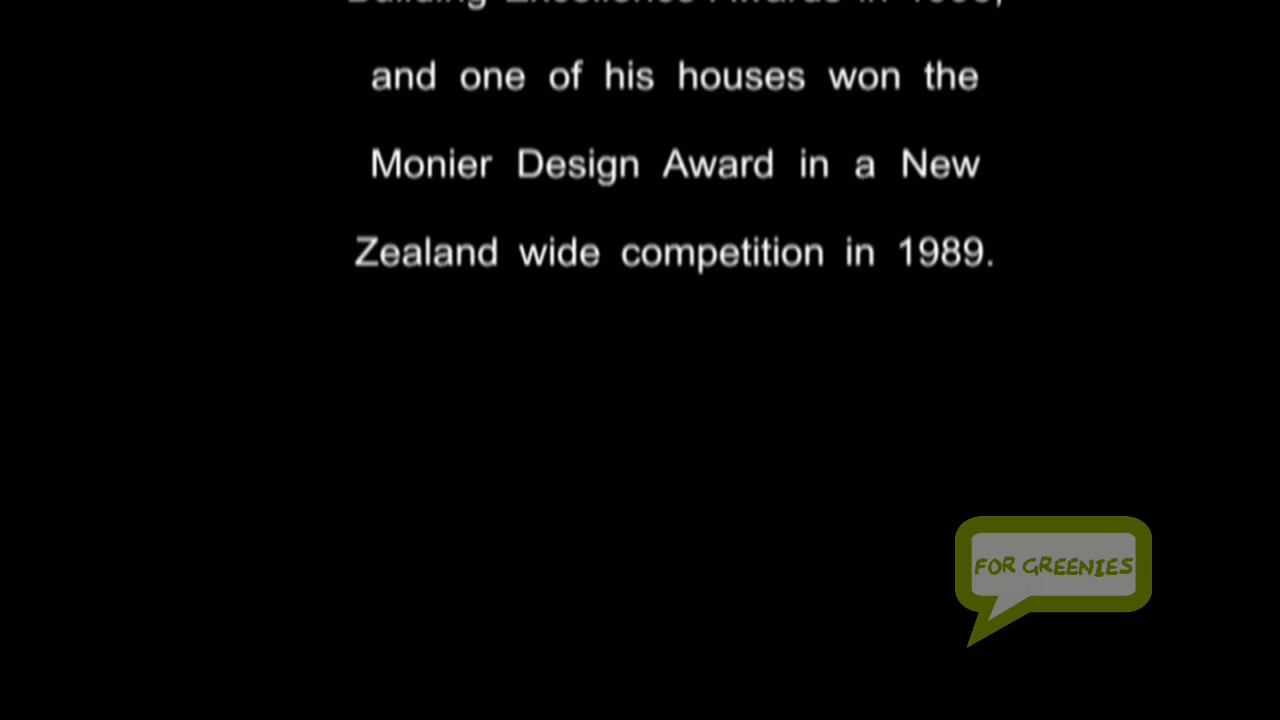 and one of his houses won the
Monier Design Award in a New
Zealand wide competition in 1989.
FOR GREENIES